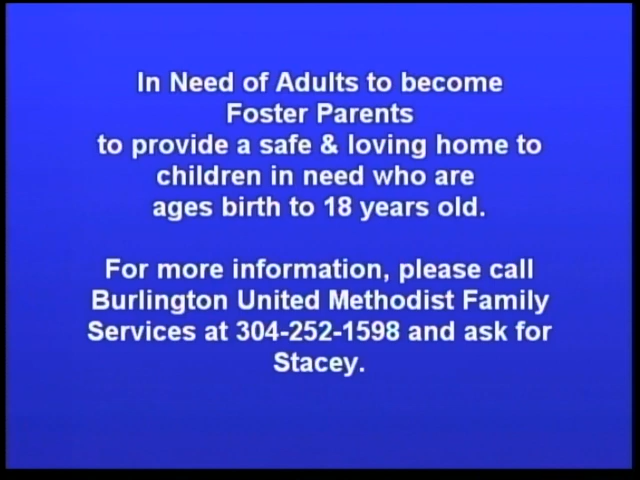 In Need of Adults to become
Foster Parents
to provide a safe & loving home to
children in need who are
ages birth to 18 years old.
For more information, please call
Burlington United Methodist Family
Services at 304-252-1598 and ask for
Stacey.